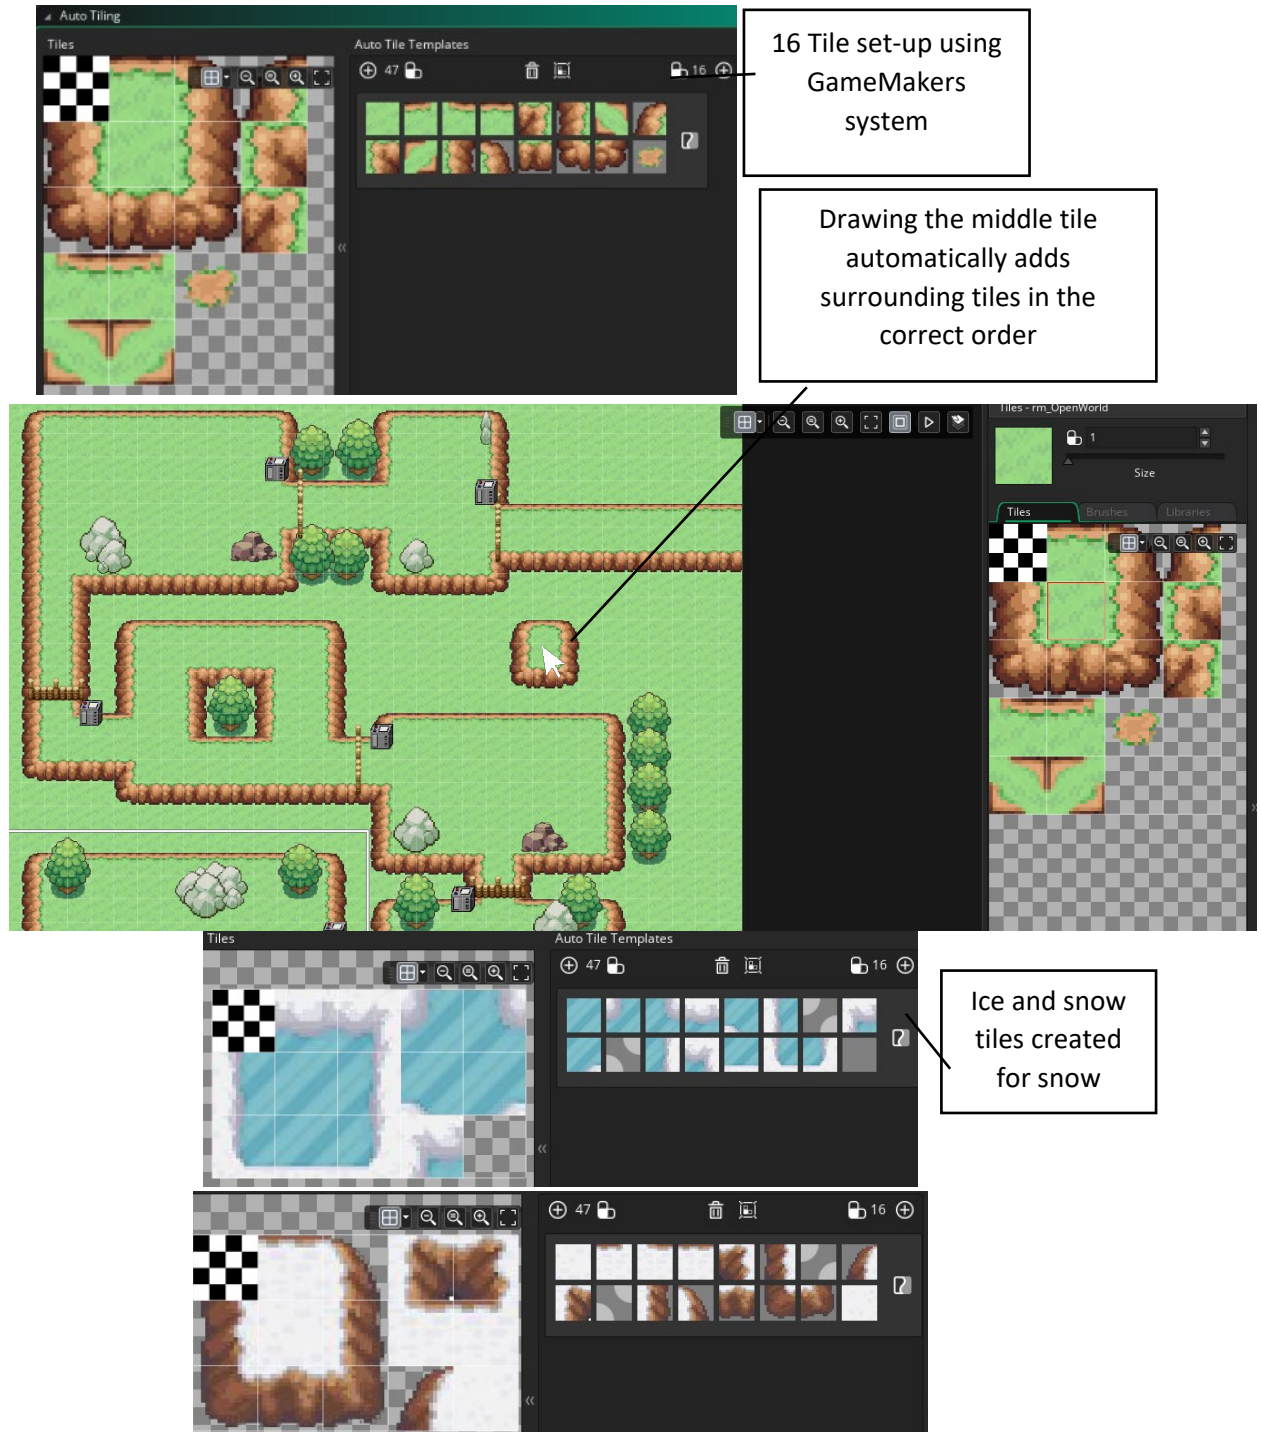 Auto Tiling
Tiles
Auto Tile Templates
47
16
16 Tile set-up using
GameMakers
system
Drawing the middle tile
automatically adds
surrounding tiles in the
correct order
Tiles - rm_OpenWorld
1
Size
Tiles
Brushes
Libraries
Tiles
Auto Tile Templates
47
16
Ice and snow
tiles created
for snow
47
16